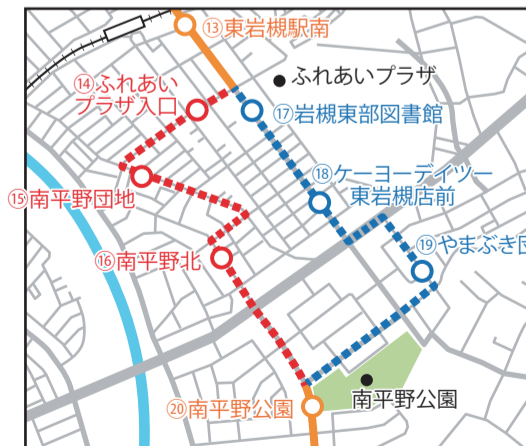 ⑬東岩槻駅南
⑭ふれあい
プラザ入口
ふれあいプラザ
⑰岩槻東部図書館
⑮南平野団地
⑱ケーヨーデイツー
東岩槻店前
⑯南平野北
⑲やまぶき団
南平野公園
⑳南平野公園